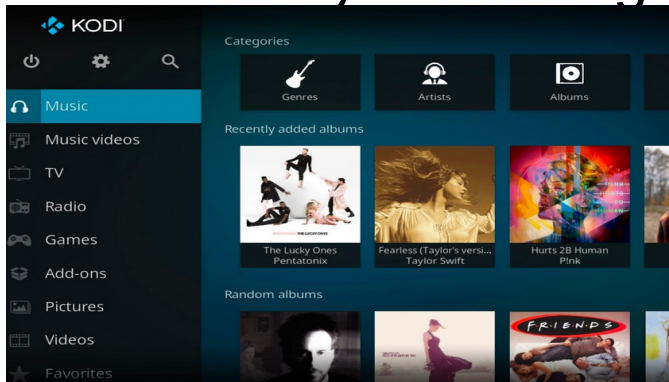 KODI
Categories
Genres
Artists
Albums
Music
Music videos
TV
Radio
Games
Add-ons
Pictures
Videos
Favorites
Recently added albums
The Lucky Ones
Pentatonix
Fearless (Taylor's versi...
Taylor Swift
Hurts 2B Human
P!nk
Random albums
F·R·I·E·N·D·S